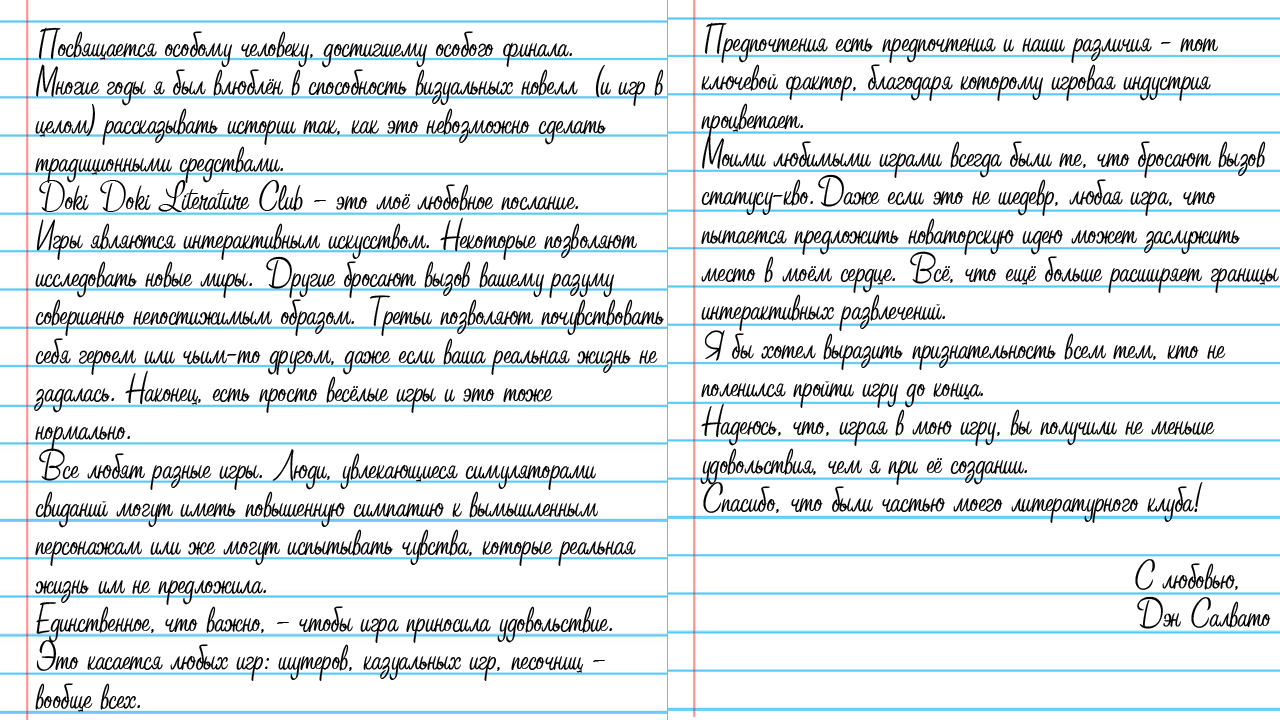 Посвящается особому человеку, достигшему особого финала.
Многие годы я был влюблён в способность визуальных новелл (и игр в
целом) рассказывать истории так, как это невозможно сделать
традиционными средствами.
Doki Doki Literature Club – это моё любовное послание.
Игры являются интерактивным искусством. Некоторые позволяют
исследовать новые миры. Другие бросают вызов вашему разуму
совершенно непостижимым образом. Третьи позволяют почувствовать
себя героем или чьим-то другом, даже если ваша реальная жизнь не
задалась. Наконец, есть просто весёлые игры и это тоже
нормально.
Все любят разные игры. Люди, увлекающиеся симуляторами
свиданий могут иметь повышенную симпатию к вымышленным
персонажам или же могут испытывать чувства, которые реальная
жизнь им не предложила.
Единственное, что важно, – чтобы игра приносила удовольствие.
Это касается любых игр: шутеров, казуальных игр, песочниц –
вообще всех.
Предпочтения есть предпочтения и наши различия – тот
ключевой фактор, благодаря которому игровая индустрия
процветает.
Моими любимыми играми всегда были те, что бросают вызов
статусу-кво. Даже если это не шедевр, любая игра, что
пытается предложить новаторскую идею может заслужить
место в моём сердце. Всё, что ещё больше расширяет границы
интерактивных развлечений.
Я бы хотел выразить признательность всем тем, кто не
поленился пройти игру до конца.
Надеюсь, что, играя в мою игру, вы получили не меньше
удовольствия, чем я при её создании.
Спасибо, что были частью моего литературного клуба!
С любовью,
Дэн Салвато